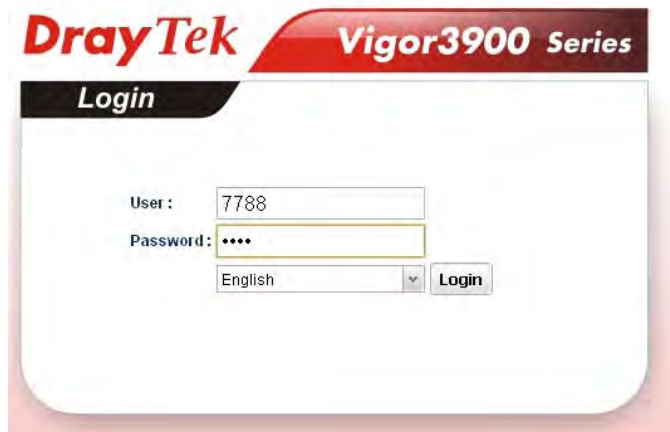 DrayTek Vigor3900 Series
Login
User : 7788
Password : ••••
English Login